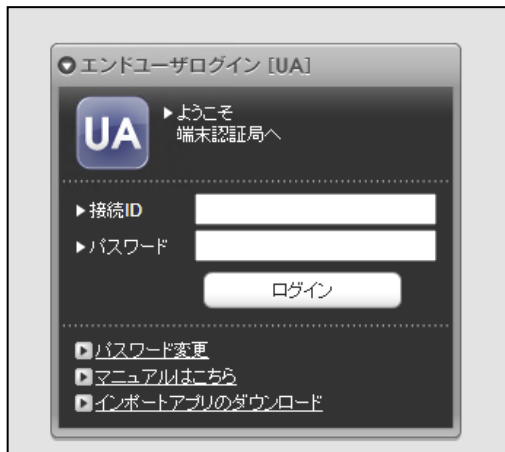 エンドユーザログイン [UA]
UA
ようこそ
端末認証局へ
接続ID
パスワード
ログイン
パスワード変更
マニュアルはこちら
インポートアプリのダウンロード